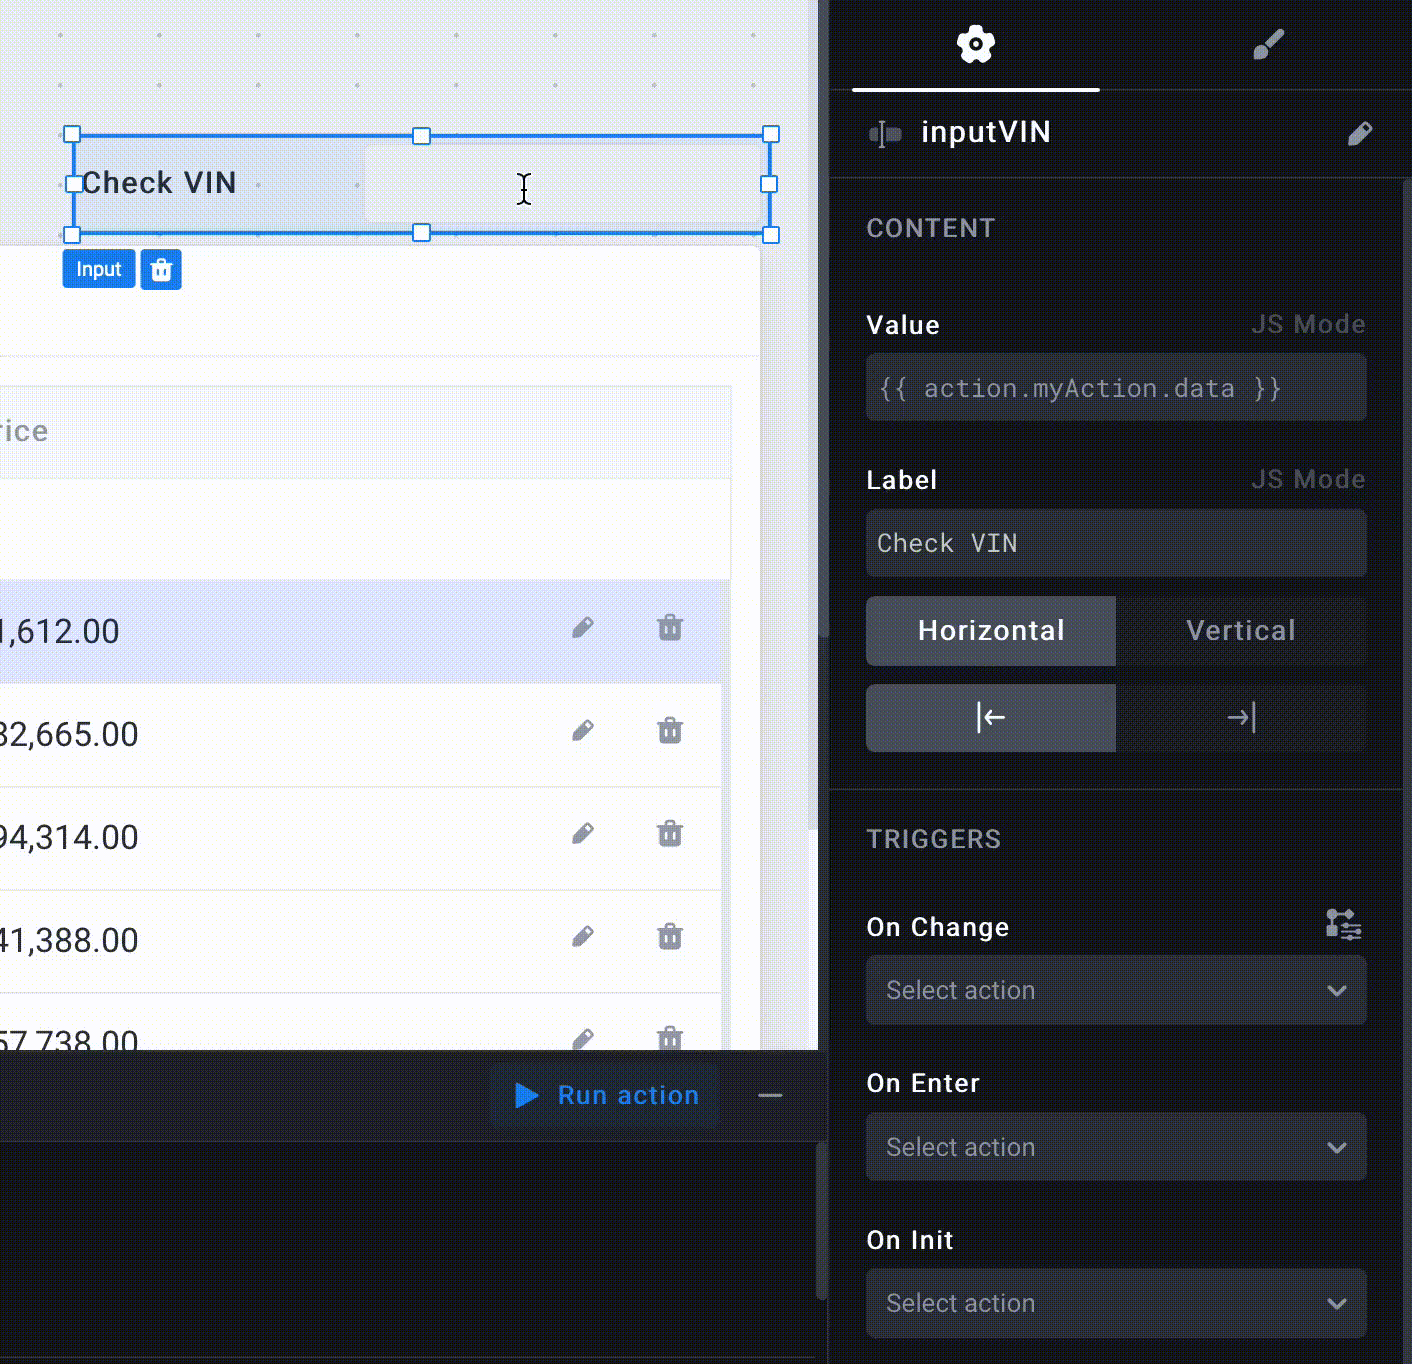 Check VIN
Input
rice
1,612.00
32,665.00
94,314.00
41,388.00
57,738.00
Run action
inputVIN
CONTENT
Value JS Mode
{{ action.myAction.data }}
Label JS Mode
Check VIN
Horizontal Vertical
TRIGGERS
On Change
Select action
On Enter
Select action
On Init
Select action